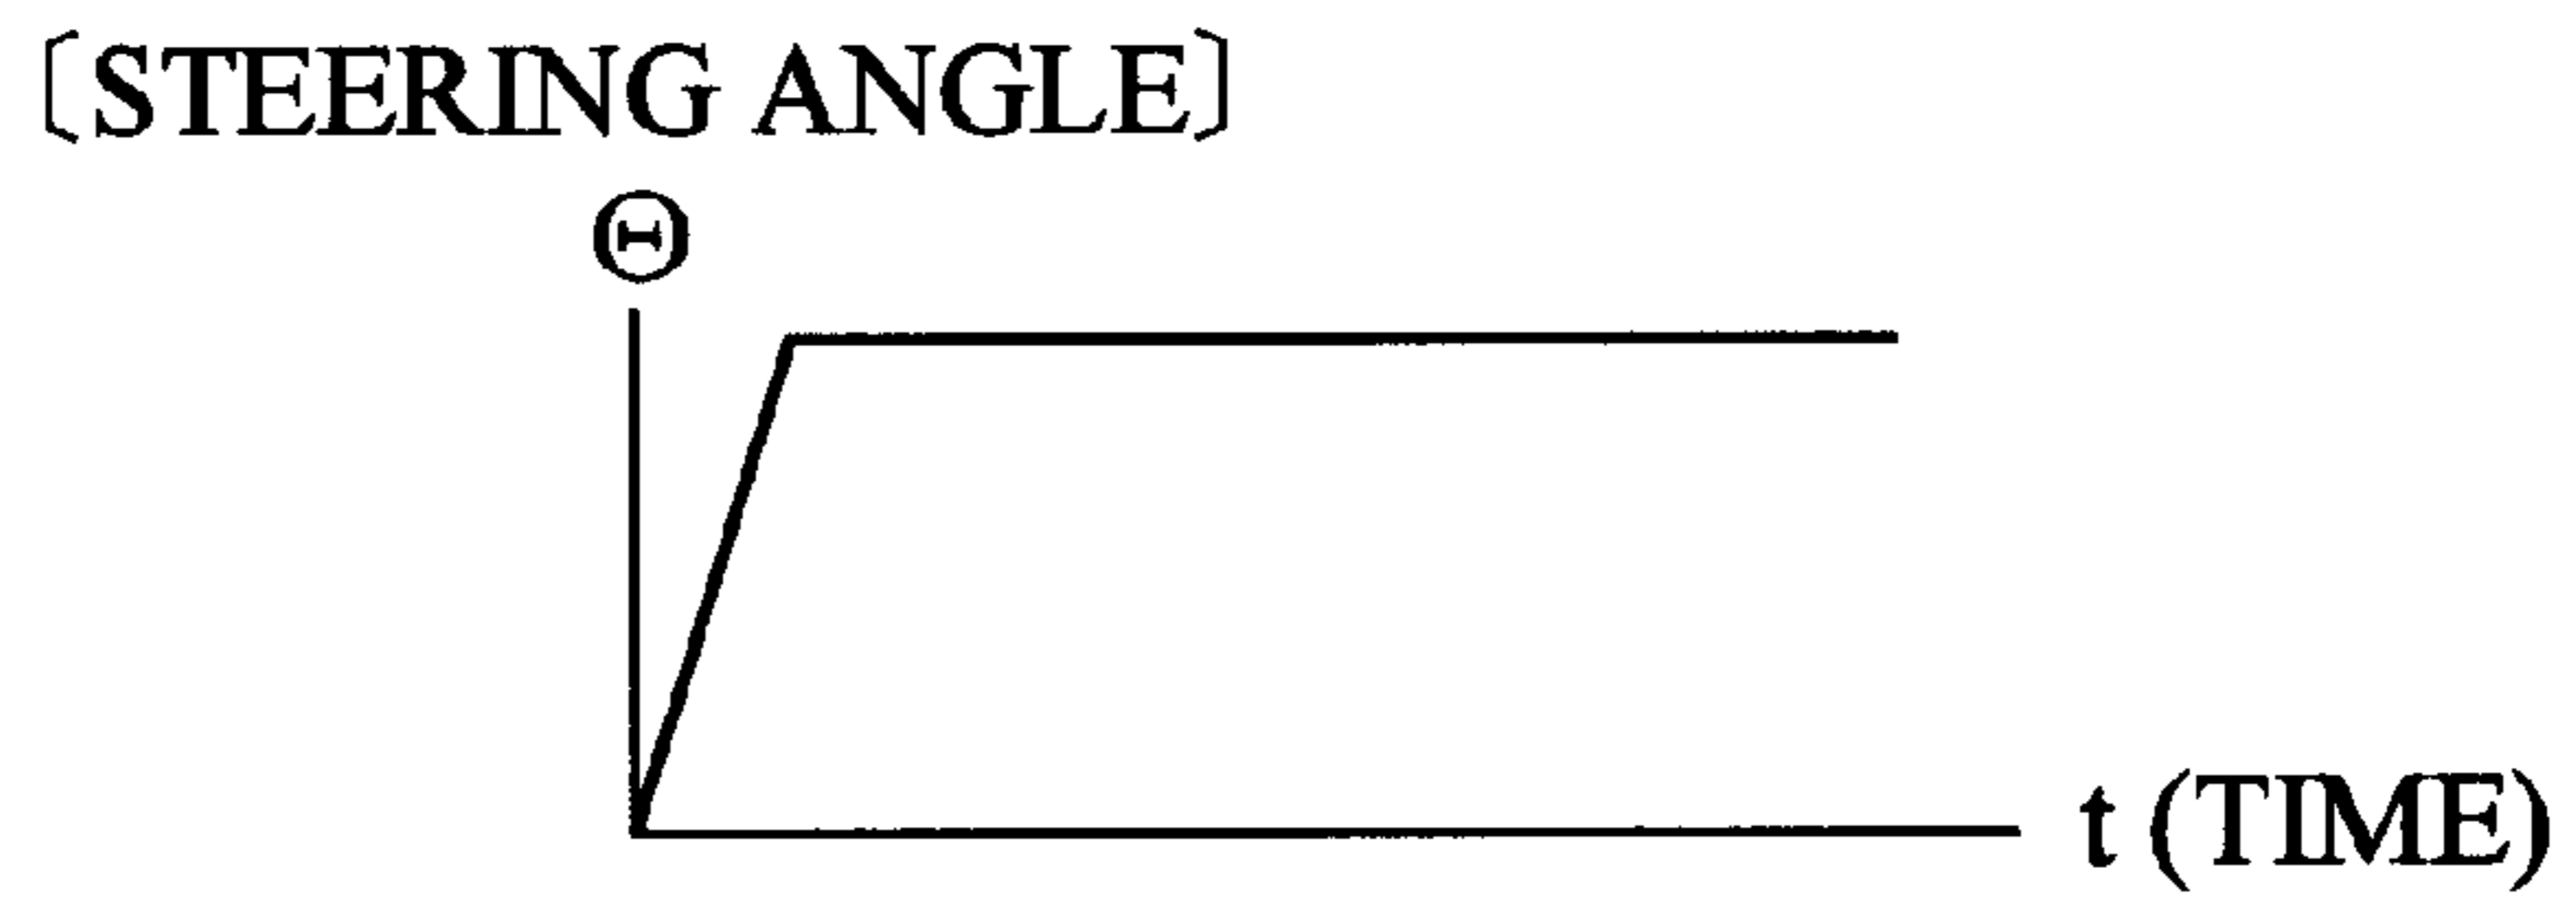 〔STEERING ANGLE〕
Θ
t (TIME)